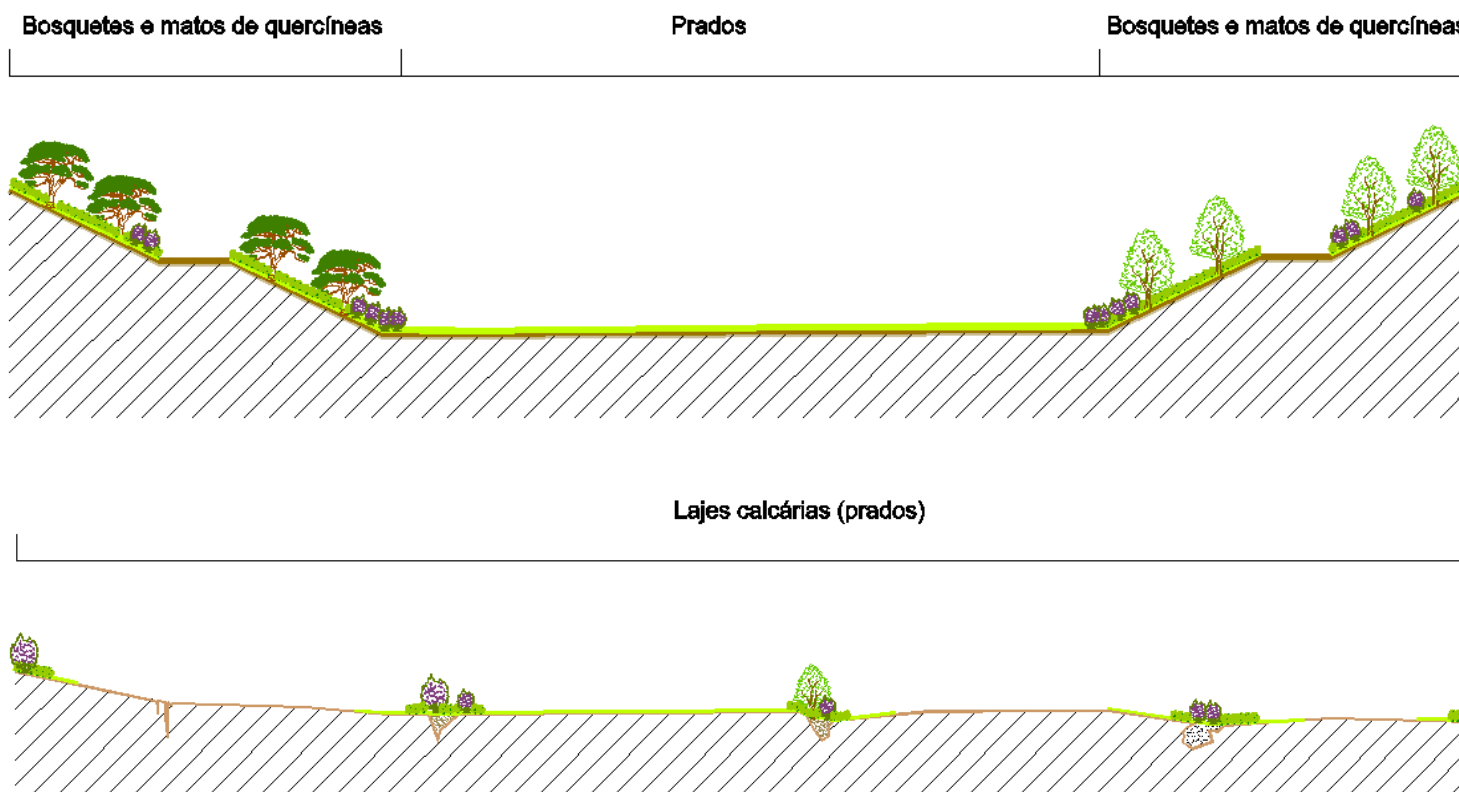 Bosquetes e matos de quercíneas
Prados
Bosquetes e matos de quercíneas
Lajes calcárias (prados)